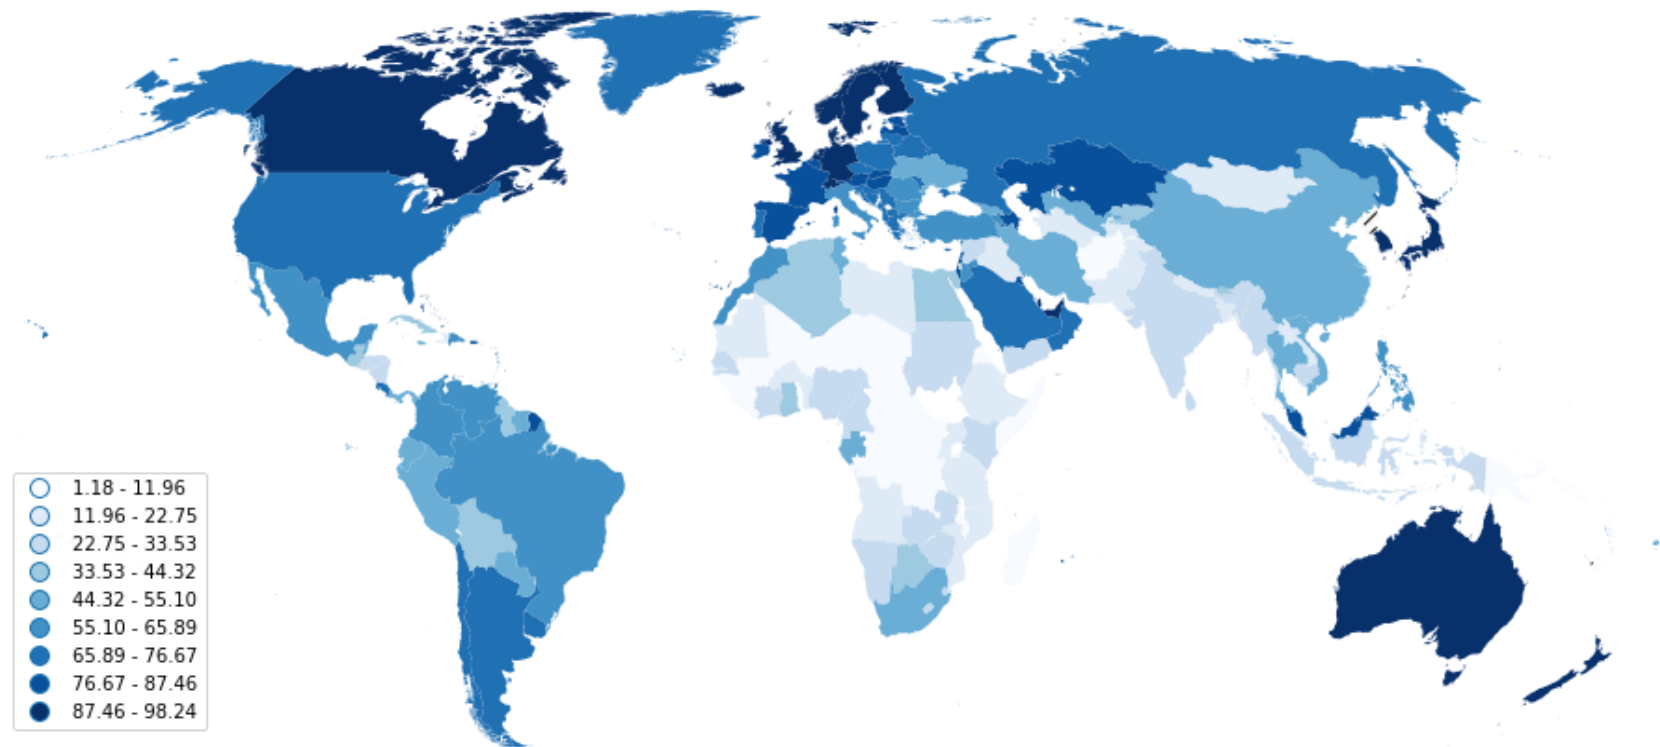 1.18 - 11.96
11.96 - 22.75
22.75 - 33.53
33.53 - 44.32
44.32 - 55.10
55.10 - 65.89
65.89 - 76.67
76.67 - 87.46
87.46 - 98.24